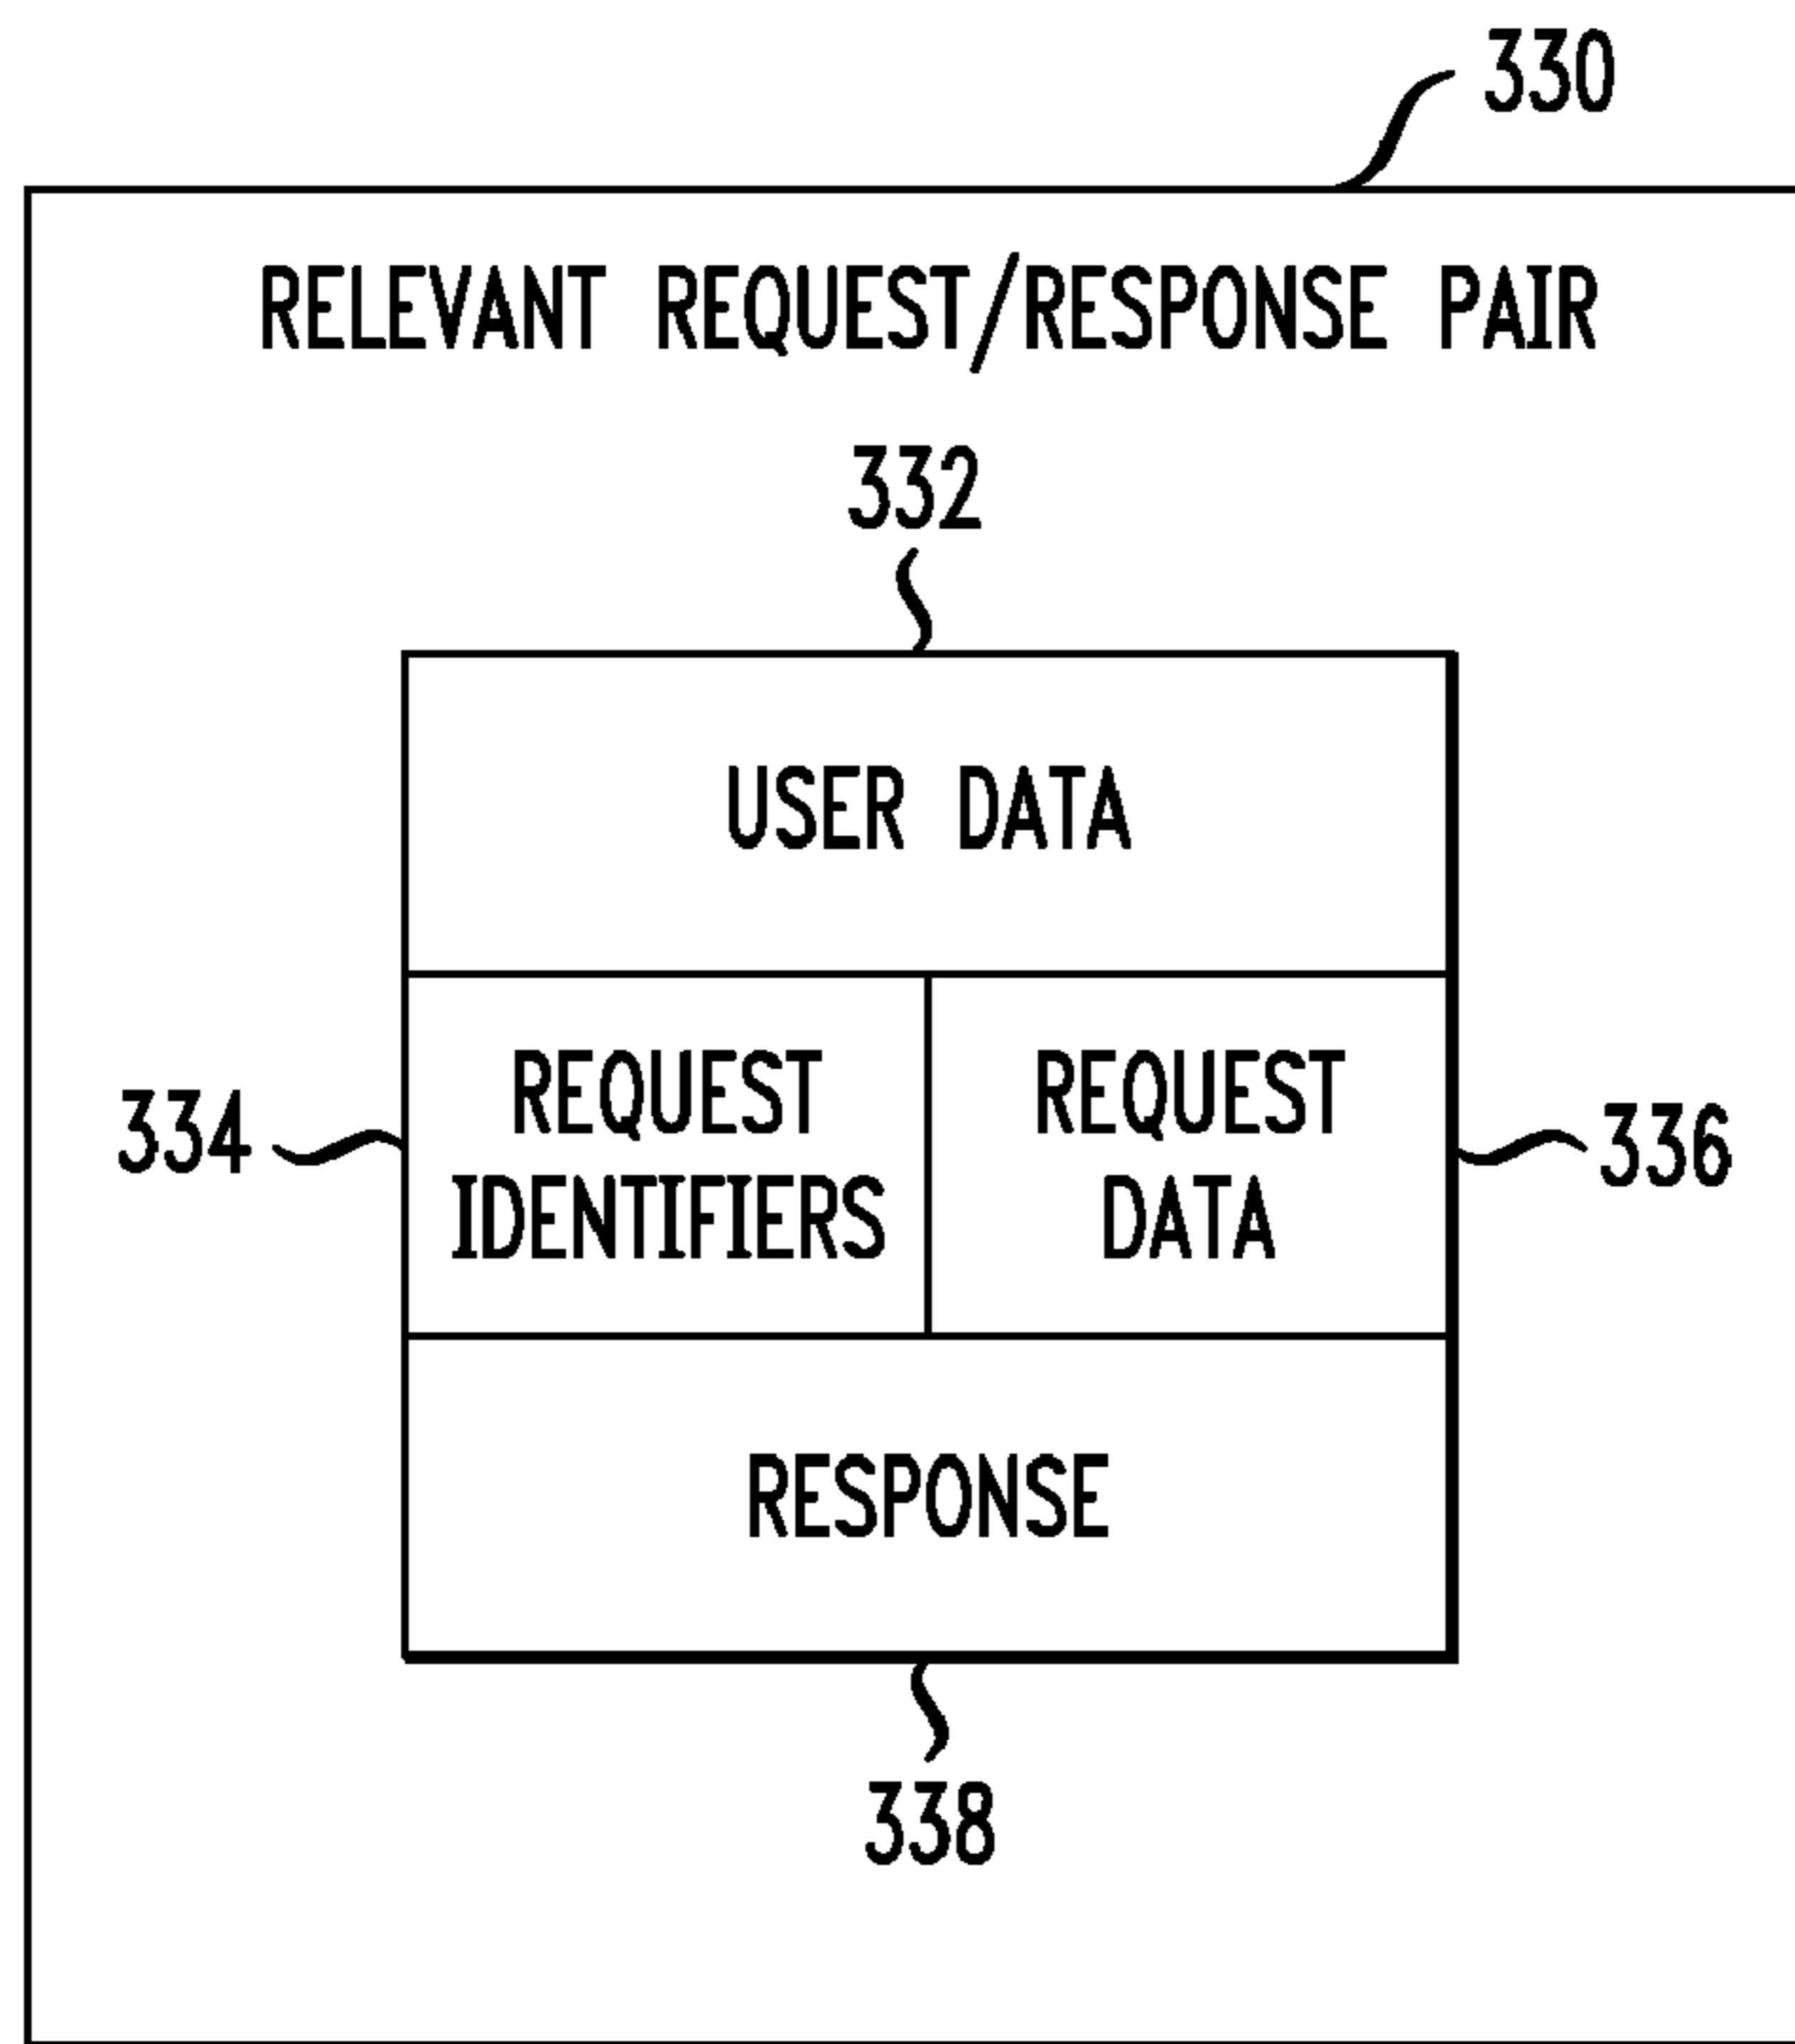 330
RELEVANT REQUEST/RESPONSE PAIR
332
USER DATA
334
REQUEST
IDENTIFIERS
REQUEST
DATA
336
RESPONSE
338